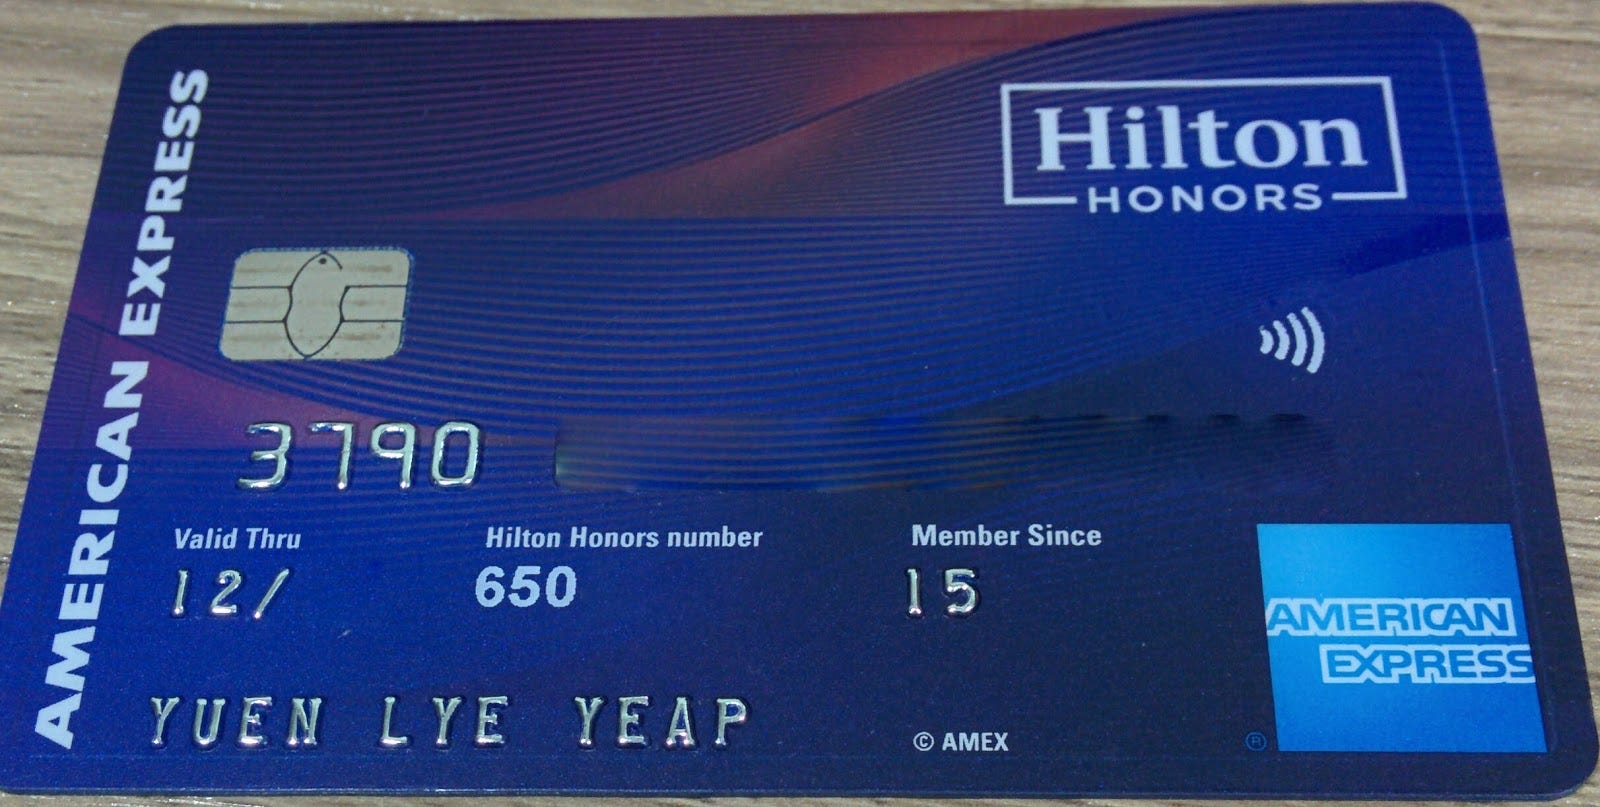 AMERICAN EXPRESS
Hilton
HONORS
3790
Valid Thru
12/
Hilton Honors number
650
Member Since
15
YUEN LYE YEAP
© AMEX
®
AMERICAN
EXPRESS